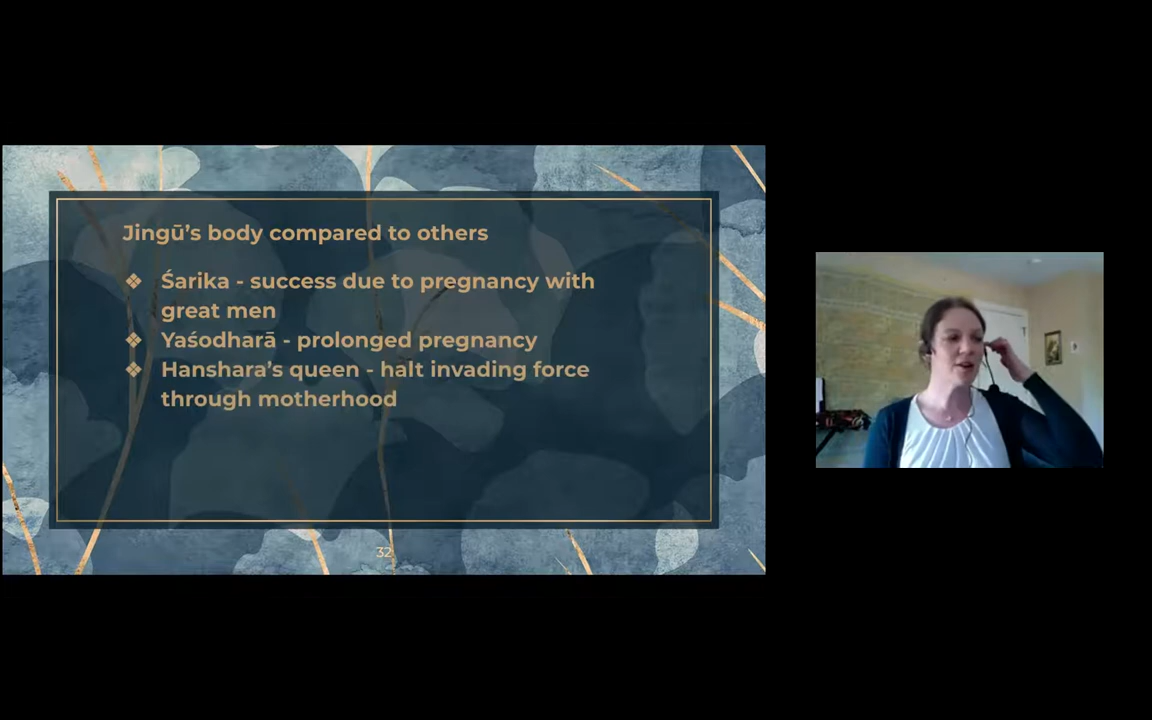 Jingū’s body compared to others
❖ Śarika - success due to pregnancy with
great men
❖ Yaśodharā - prolonged pregnancy
❖ Hanshara’s queen - halt invading force
through motherhood
32